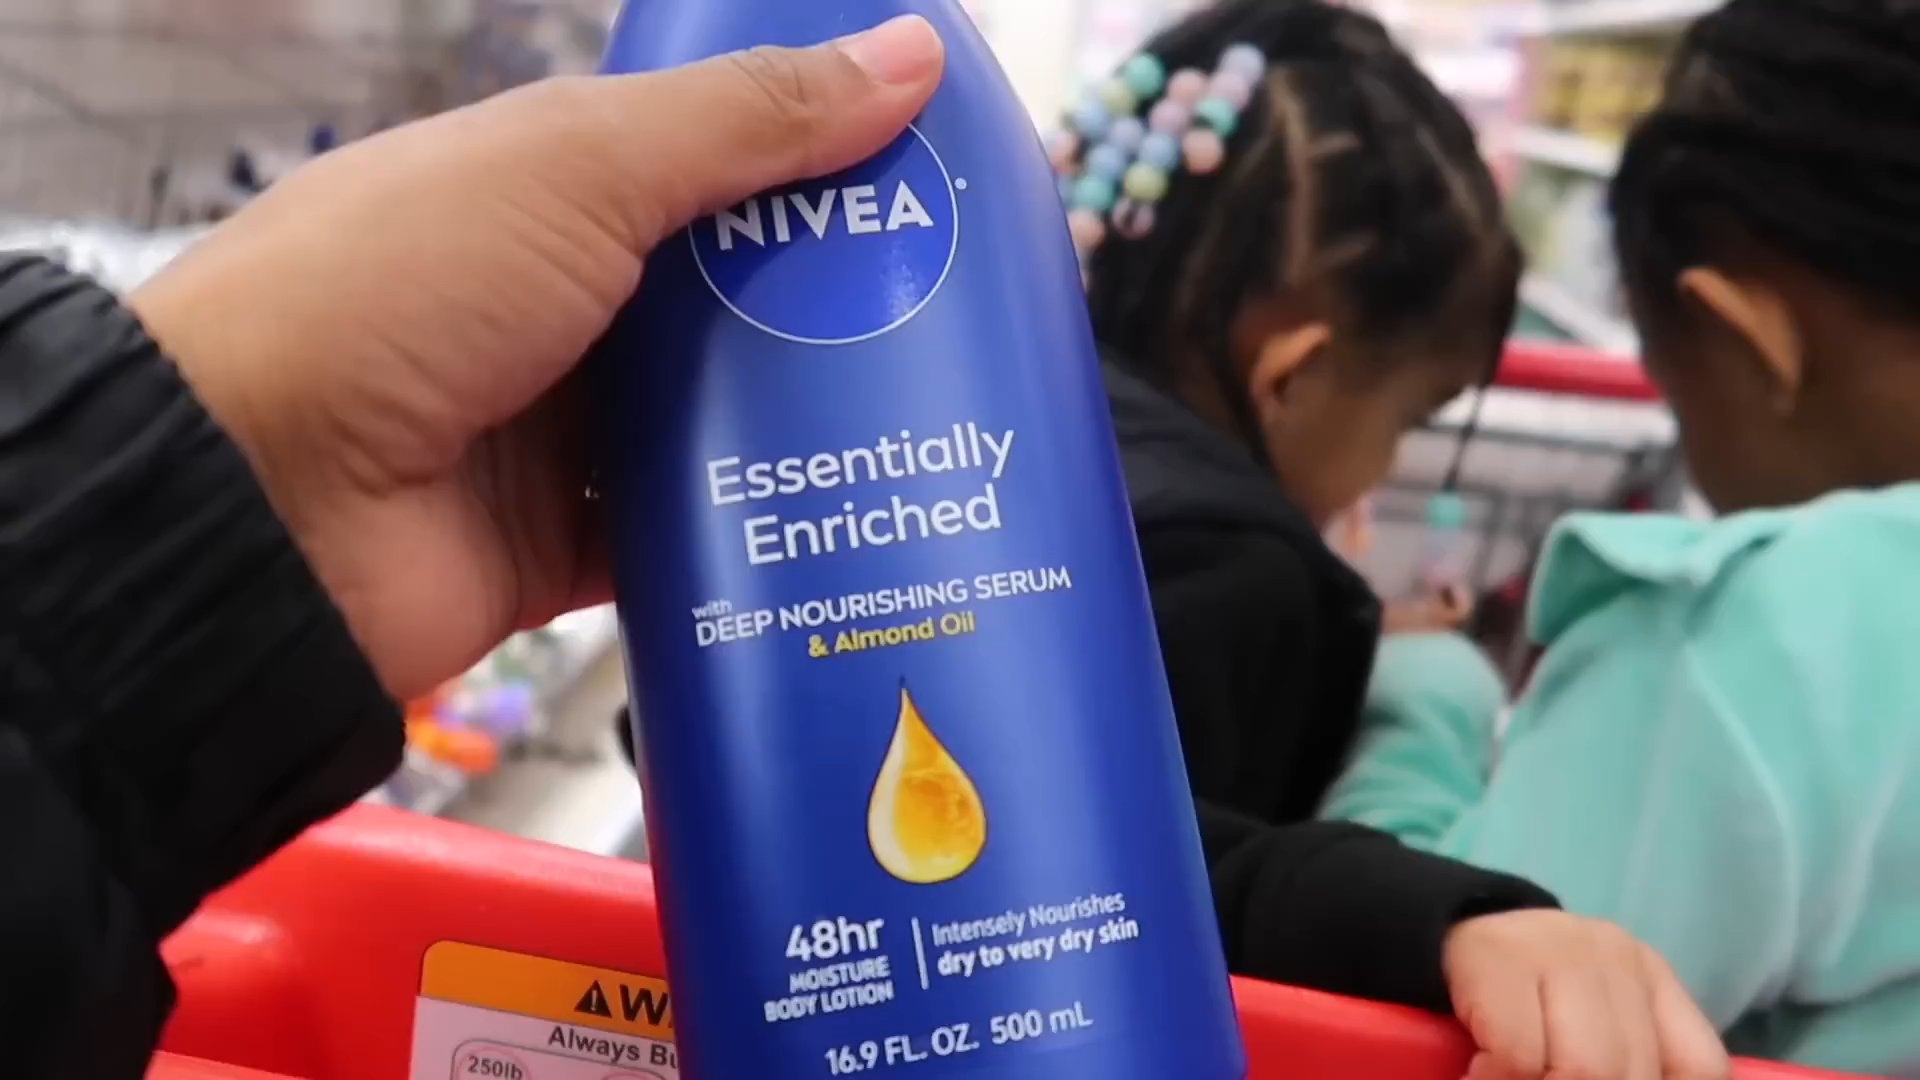 NIVEA
Essentially
Enriched
with
DEEP NOURISHING SERUM
& Almond Oil
48hr
MOISTURE
BODY LOTION
Intensely Nourishes
dry to very dry skin
16.9 FL. OZ. 500 mL
Always
250lb